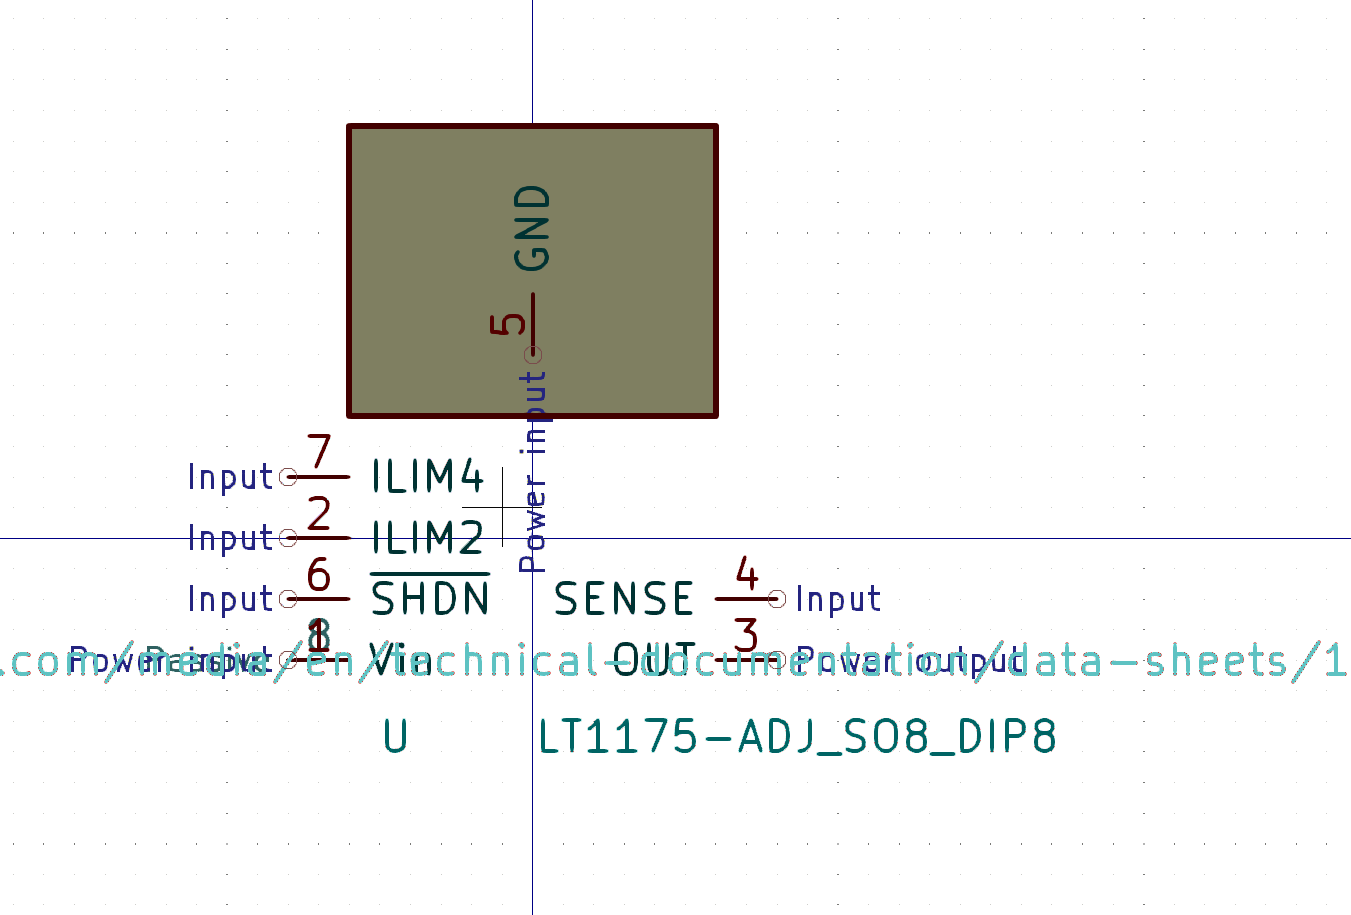 GND
5
Power input
7
Input ILIM4
2
Input ILIM2
6 4
Input SHDN SENSE Input
8
1 3
Power input Passive Vin OUT Power output
.com/media/en/technical-documentation/data-sheets/1
U LT1175-ADJ_SO8_DIP8